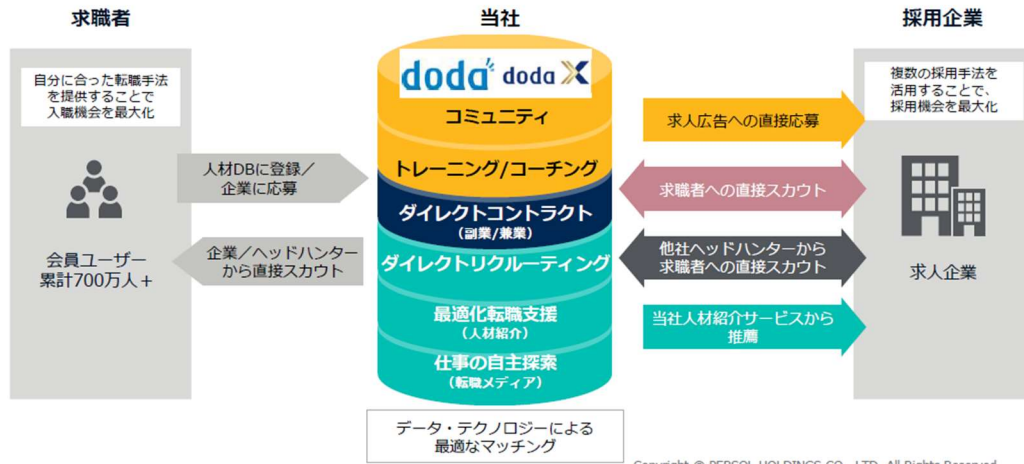 求職者
当社
採用企業
自分に合った転職手法
を提供することで
入職機会を最大化
会員ユーザー
累計700万人+
人材DBに登録/
企業に応募
企業/ヘッドハンター
から直接スカウト
doda doda X
コミュニティ
トレーニング/コーチング
ダイレクトコントラクト
(副業/兼業)
ダイレクトリクルーティング
最適化転職支援
(人材紹介)
仕事の自主探索
(転職メディア)
データ・テクノロジーによる
最適なマッチング
求人広告への直接応募
求職者への直接スカウト
他社ヘッドハンターから
求職者への直接スカウト
当社人材紹介サービスから
推薦
複数の採用手法を
活用することで、
採用機会を最大化
求人企業
Copyright © PERSOL HOLDINGS CO., LTD. All Rights Reserved